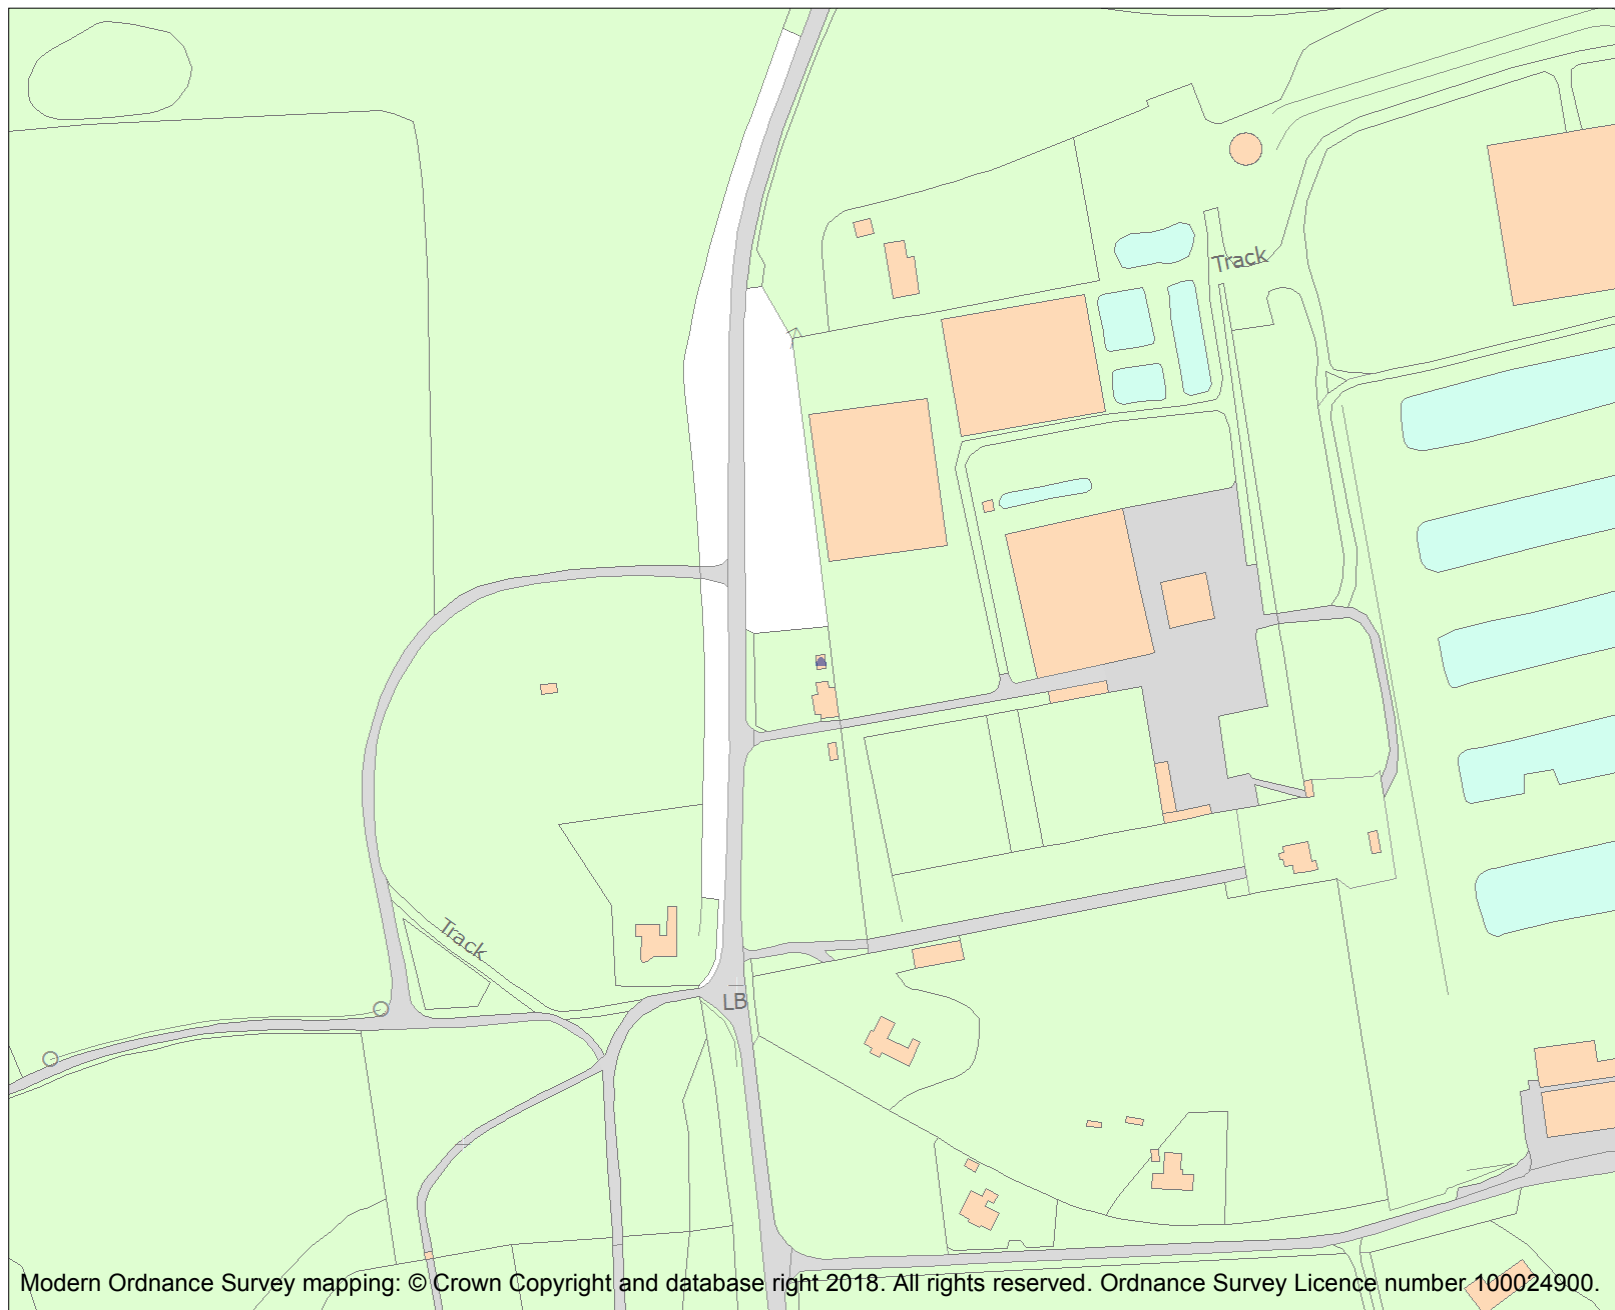 Track
Track
LB
Modern Ordnance Survey mapping: © Crown Copyright and database right 2018. All rights reserved. Ordnance Survey Licence number 100024900.